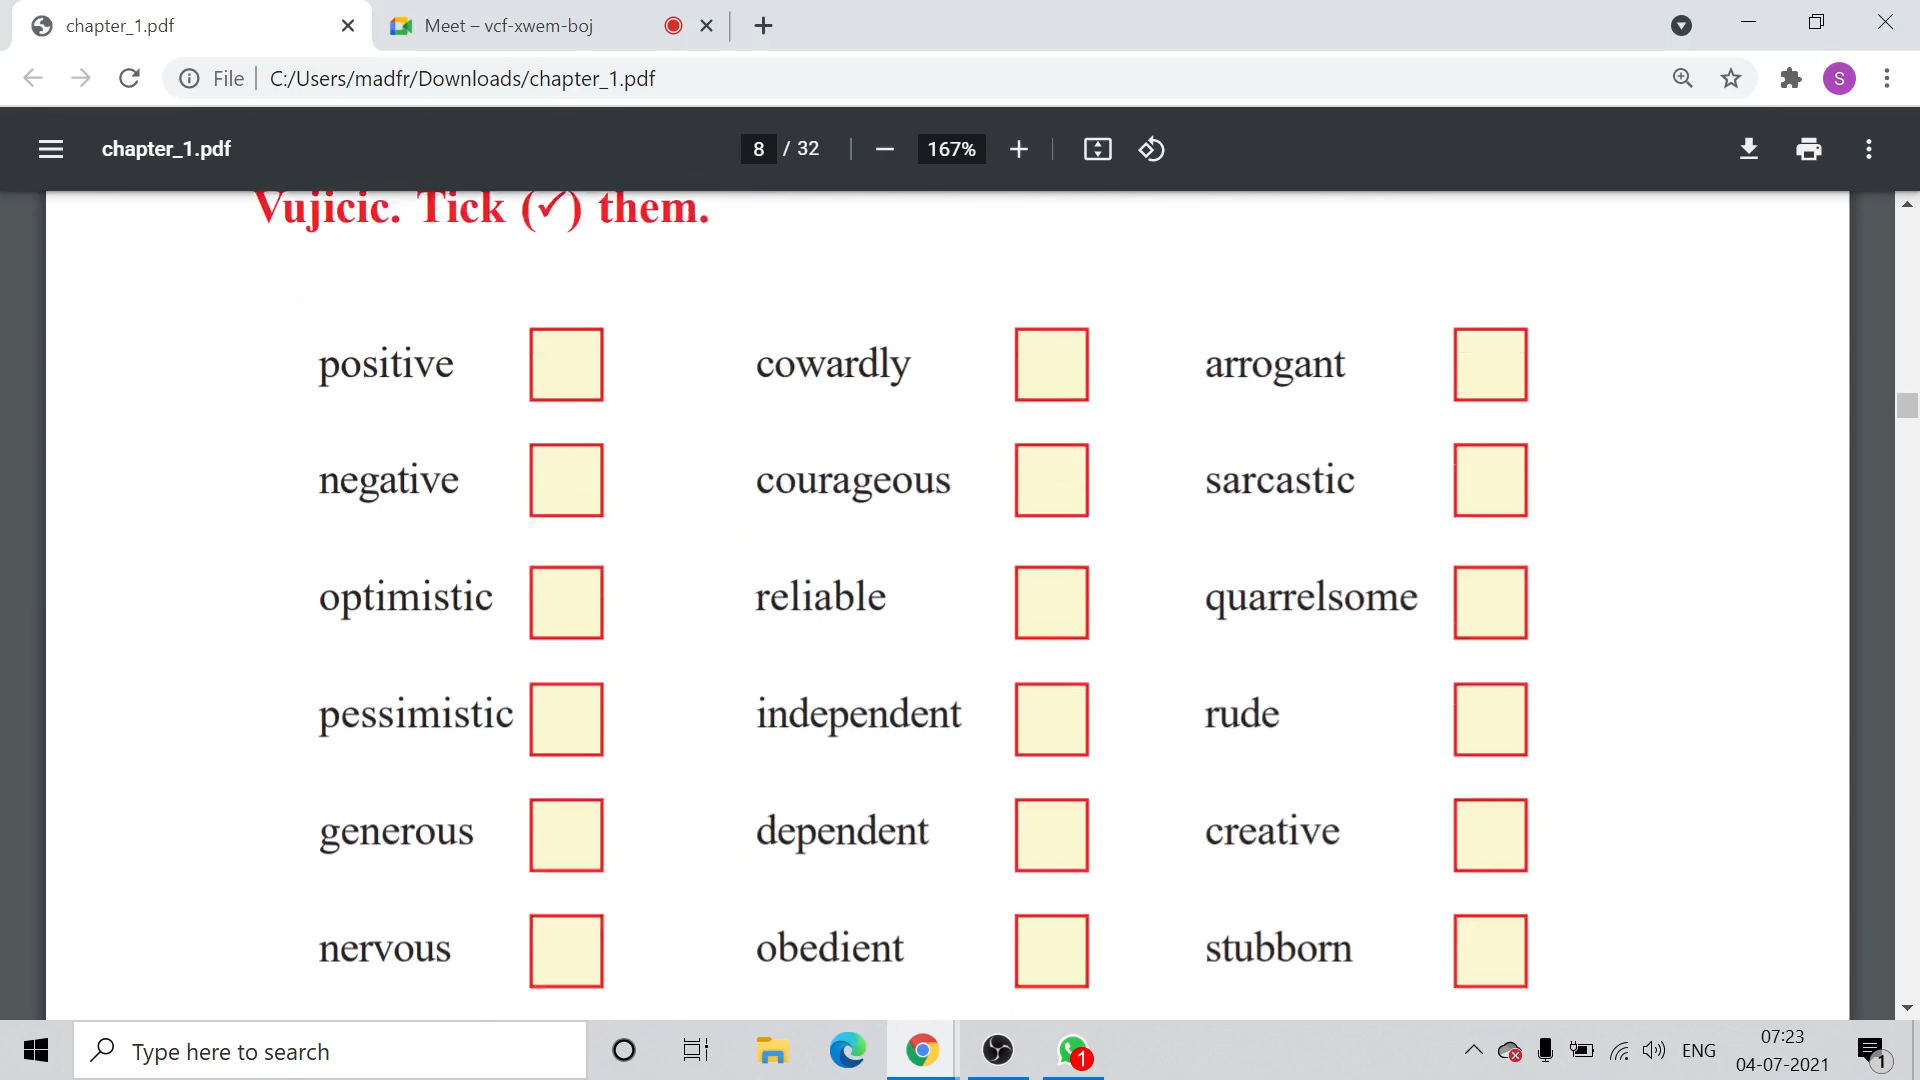 chapter_1.pdf
Meet – vcf-xwem-boj
File
C:/Users/madfr/Downloads/chapter_1.pdf
S
chapter_1.pdf
8 / 32
167%
Vujicic. Tick (✓) them.
positive cowardly arrogant
negative courageous sarcastic
optimistic reliable quarrelsome
pessimistic independent rude
generous dependent creative
nervous obedient stubborn
Type here to search
1
ENG
07:23
04-07-2021
1